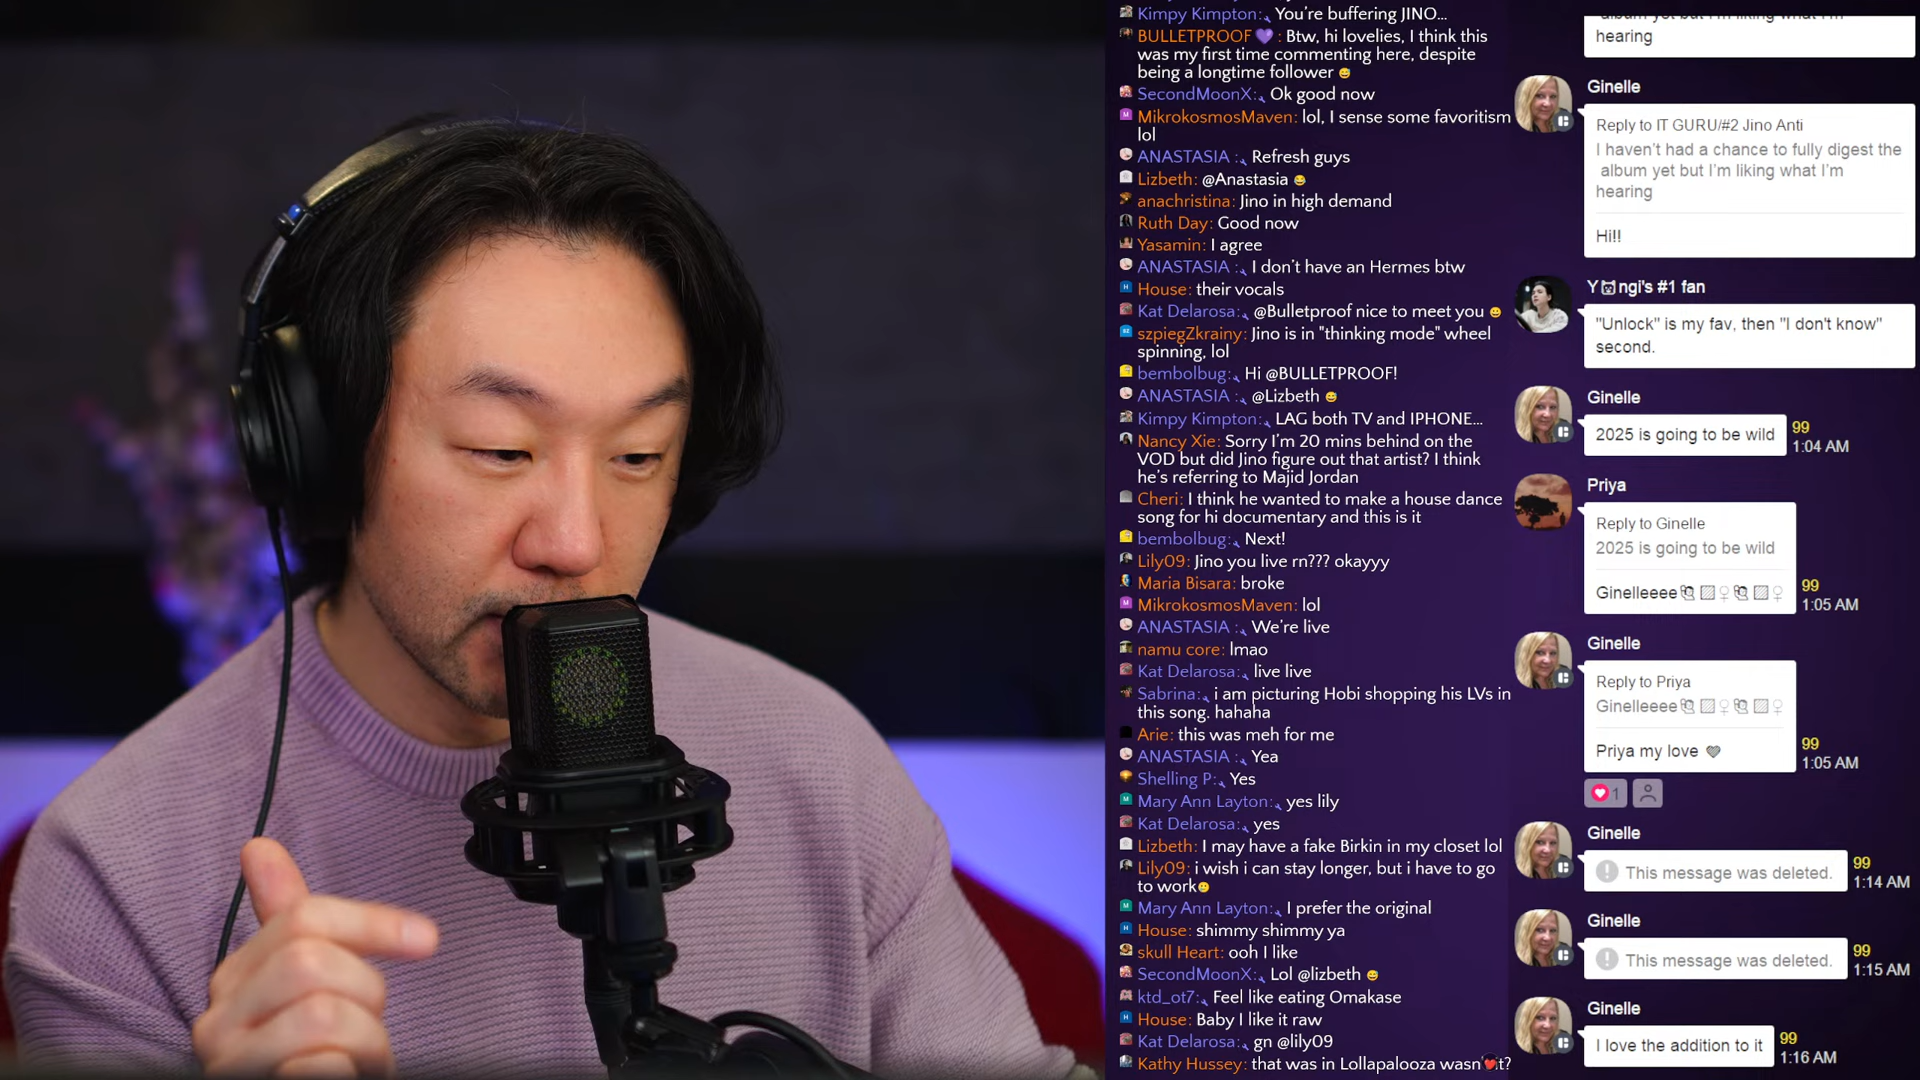 Kimpy Kimpton: You're buffering JINO...
BULLETPROOF💜 : Btw, hi lovelies, I think this
was my first time commenting here, despite
being a longtime follower 😅
SecondMoonX: Ok good now
MikrokosmosMaven: lol, I sense some favoritism
lol
ANASTASIA : Refresh guys
Lizbeth: @Anastasia 😂
anachristina: Jino in high demand
Ruth Day: Good now
Yasamin: I agree
ANASTASIA : I don't have an Hermes btw
House: their vocals
Kat Delarosa: @Bulletproof nice to meet you 😄
szpiegZkrainy: Jino is in "thinking mode" wheel
spinning, lol
bembolbug: Hi @BULLETPROOF!
ANASTASIA : @Lizbeth 😅
Kimpy Kimpton: LAG both TV and IPHONE...
Nancy Xie: Sorry I'm 20 mins behind on the
VOD but did Jino figure out that artist? I think
he's referring to Majid Jordan
Cheri: I think he wanted to make a house dance
song for hi documentary and this is it
bembolbug: Next!
Lily09: Jino you live rn??? okayyy
Maria Bisara: broke
MikrokosmosMaven: lol
ANASTASIA : We're live
namu core: lmao
Kat Delarosa: live live
Sabrina: i am picturing Hobi shopping his LVs in
this song. hahaha
Arie: this was meh for me
ANASTASIA : Yea
Shelling P: Yes
Mary Ann Layton: yes lily
Kat Delarosa: yes
Lizbeth: I may have a fake Birkin in my closet lol
Lily09: i wish i can stay longer, but i have to go
to work🥲
Mary Ann Layton: I prefer the original
House: shimmy shimmy ya
skull Heart: ooh I like
SecondMoonX: Lol @lizbeth 😅
ktd_ot7: Feel like eating Omakase
House: Baby I like it raw
Kat Delarosa: gn @lily09
Kathy Hussey: that was in Lollapalooza wasn't it?
album yet but I'm liking what I'm
hearing
Ginelle
Reply to IT GURU/#2 Jino Anti
I haven't had a chance to fully digest the
album yet but I'm liking what I'm
hearing
Hi!!
Y🐱ngi's #1 fan
"Unlock" is my fav, then "I don't know"
second.
Ginelle
2025 is going to be wild
99
1:04 AM
Priya
Reply to Ginelle
2025 is going to be wild
Ginelleeee
99
1:05 AM
Ginelle
Reply to Priya
Ginelleeee
Priya my love 💗
99
1:05 AM
1
Ginelle
This message was deleted.
99
1:14 AM
Ginelle
This message was deleted.
99
1:15 AM
Ginelle
I love the addition to it
99
1:16 AM